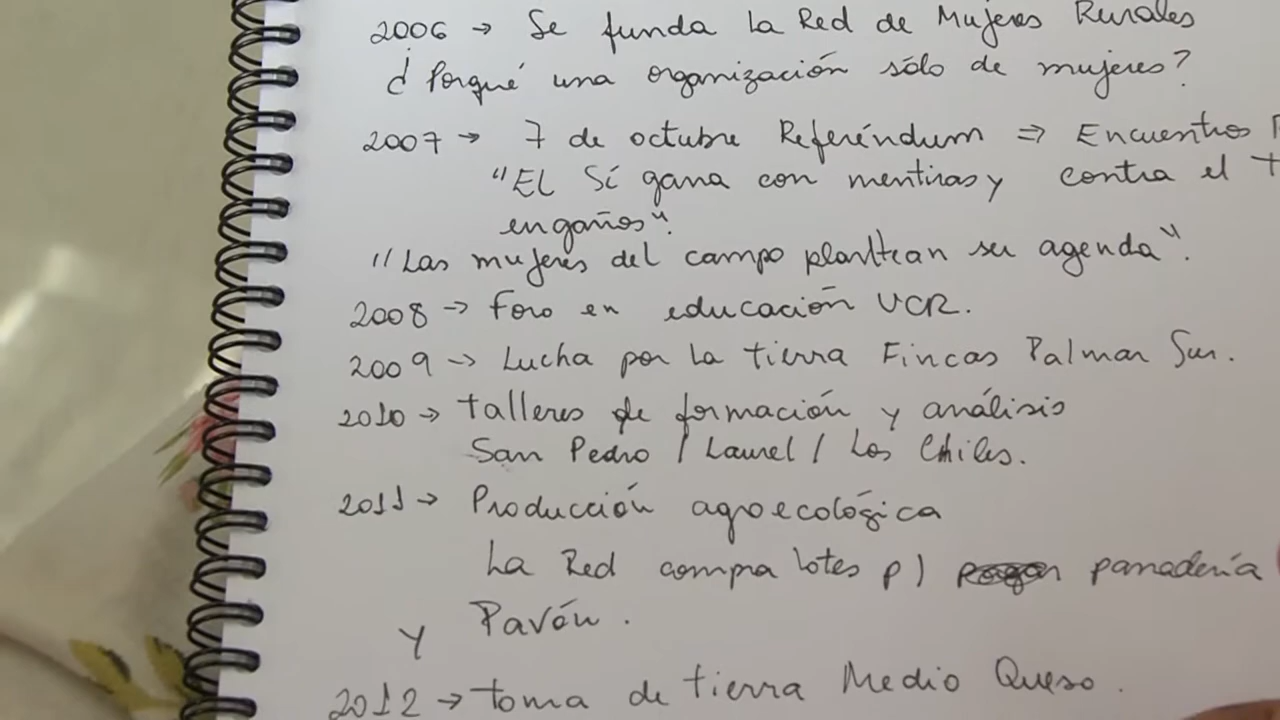 2006 → Se funda la Red de Mujeres Rurales
¿Porqué una organización sólo de mujeres?
2007 → 7 de octubre Referéndum ⇒ Encuentro
"EL Sí gana con mentiras y contra el
engaños".
"Las mujeres del campo plantean su agenda".
2008 → Foro en educación UCR.
2009 → Lucha por la tierra Fincas Palmar Sur.
2010 → talleres de formación y análisis
San Pedro / Laurel / Los Chiles.
2011 → Producción agroecológica
La Red compra lotes p) panadería
y Pavón.
2012 → toma de tierra Medio Queso.